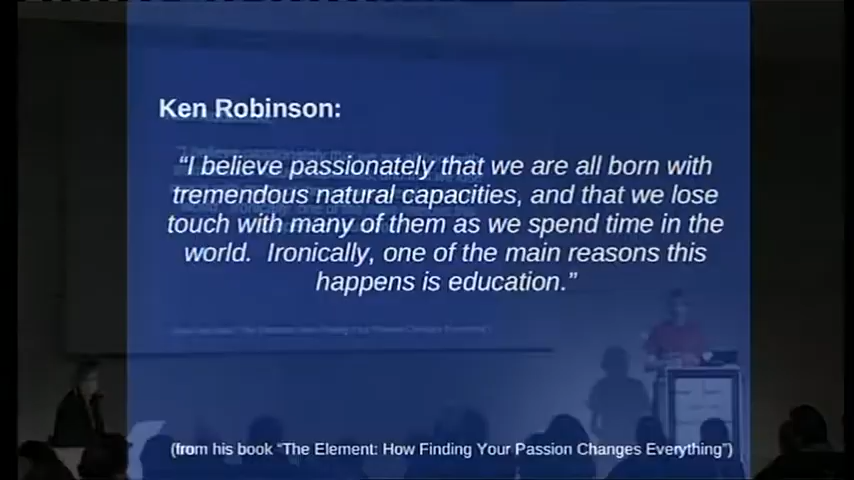 Ken Robinson:
“I believe passionately that we are all born with
tremendous natural capacities, and that we lose
touch with many of them as we spend time in the
world.  Ironically, one of the main reasons this
happens is education.”
(from his book “The Element: How Finding Your Passion Changes Everything”)